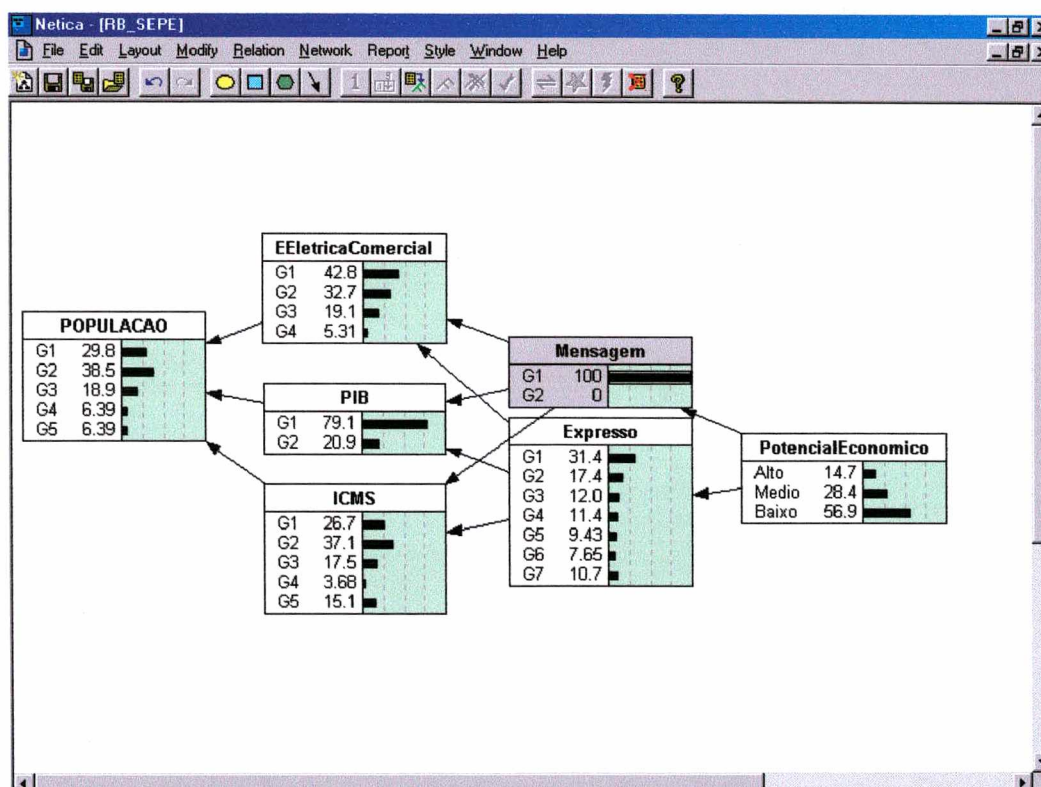 Netica - [RB_SEPE]
File Edit Layout Modify Relation Network Report Style Window Help
EEletricaComercial
G1 42.8
G2 32.7
G3 19.1
G4 5.31
POPULACAO
G1 29.8
G2 38.5
G3 18.9
G4 6.39
G5 6.39
Mensagem
G1 100
G2 0
PIB
G1 79.1
G2 20.9
Expresso
G1 31.4
G2 17.4
G3 12.0
G4 11.4
G5 9.43
G6 7.65
G7 10.7
PotencialEconomico
Alto 14.7
Medio 28.4
Baixo 56.9
ICMS
G1 26.7
G2 37.1
G3 17.5
G4 3.68
G5 15.1